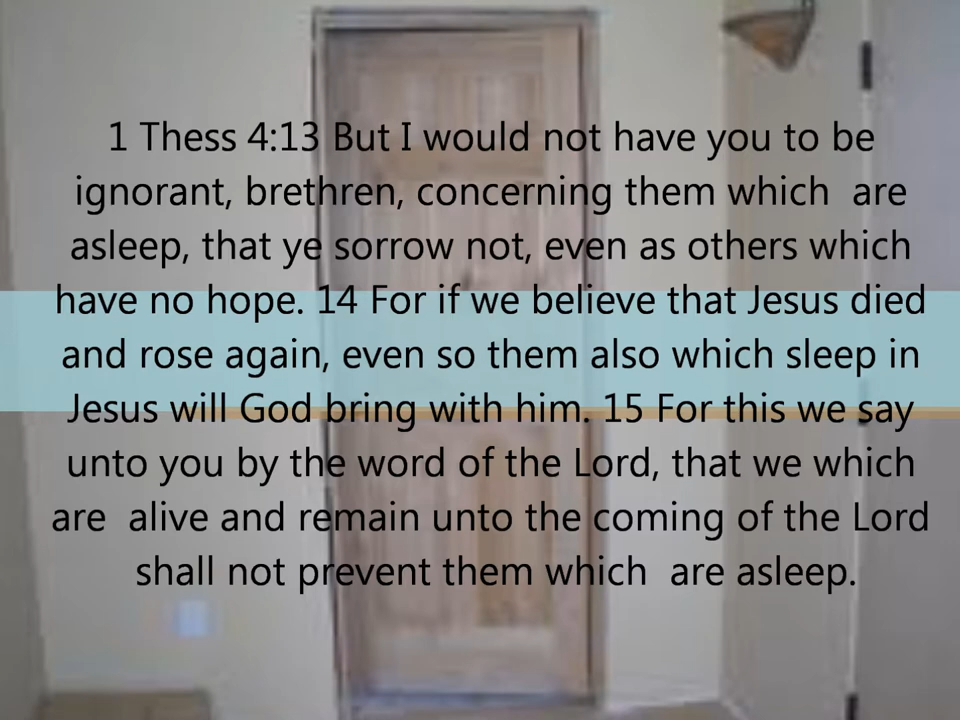 1 Thess 4:13 But I would not have you to be
ignorant, brethren, concerning them which  are
asleep, that ye sorrow not, even as others which
have no hope. 14 For if we believe that Jesus died
and rose again, even so them also which sleep in
Jesus will God bring with him. 15 For this we say
unto you by the word of the Lord, that we which
are  alive and remain unto the coming of the Lord
shall not prevent them which  are asleep.